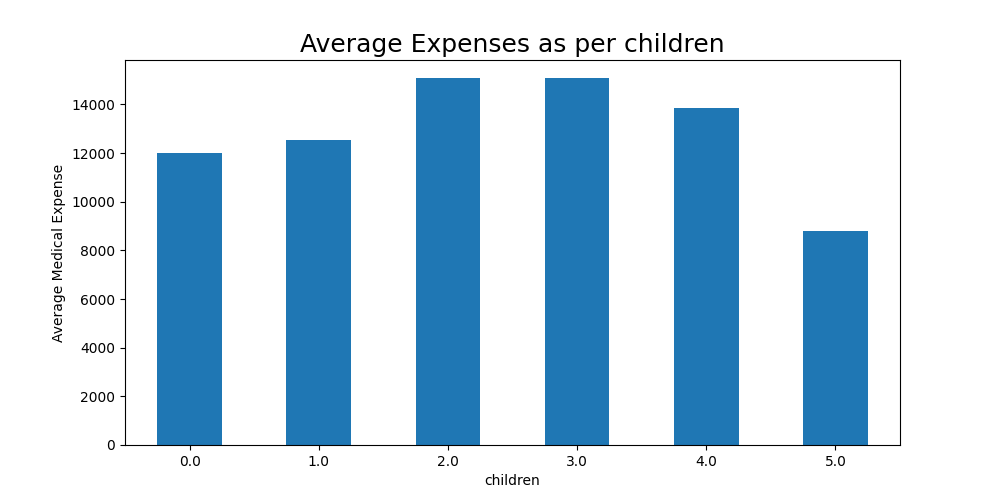 Average Expenses as per children
Average Medical Expense
14000
12000
10000
8000
6000
4000
2000
0
0.0 1.0 2.0 3.0 4.0 5.0
children